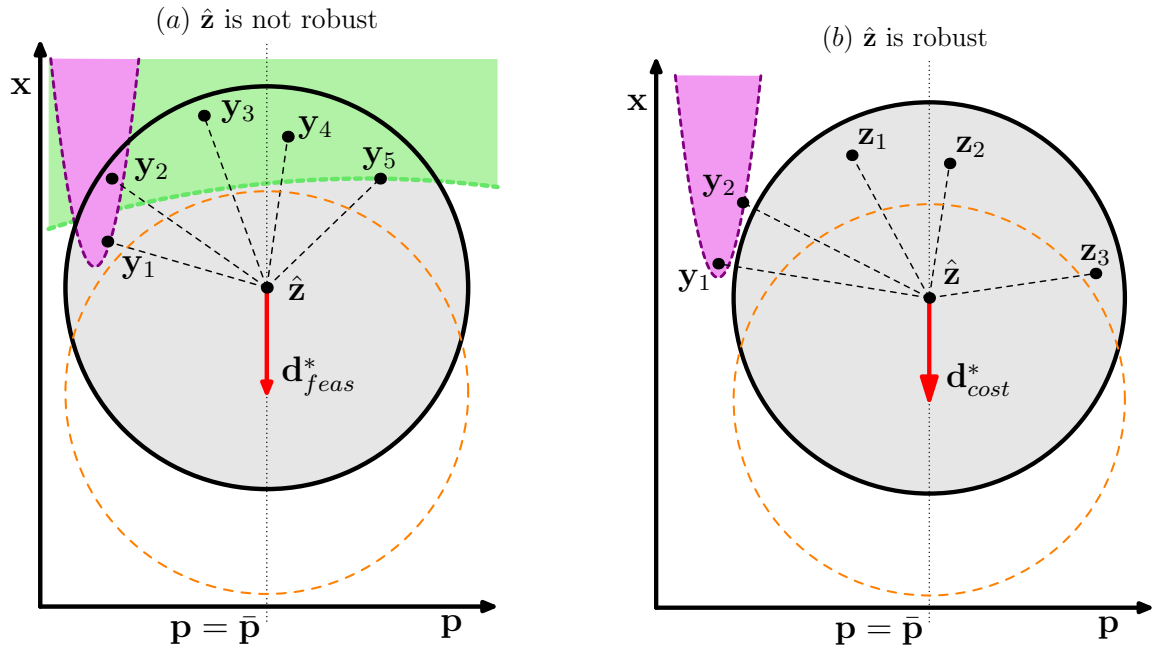 (a) ẑ is not robust
x
y₃
y₄
y₂
y₅
y₁
ẑ
d*feas
p = p̄
p
(b) ẑ is robust
x
z₁
z₂
y₂
z₃
y₁
ẑ
d*cost
p = p̄
p